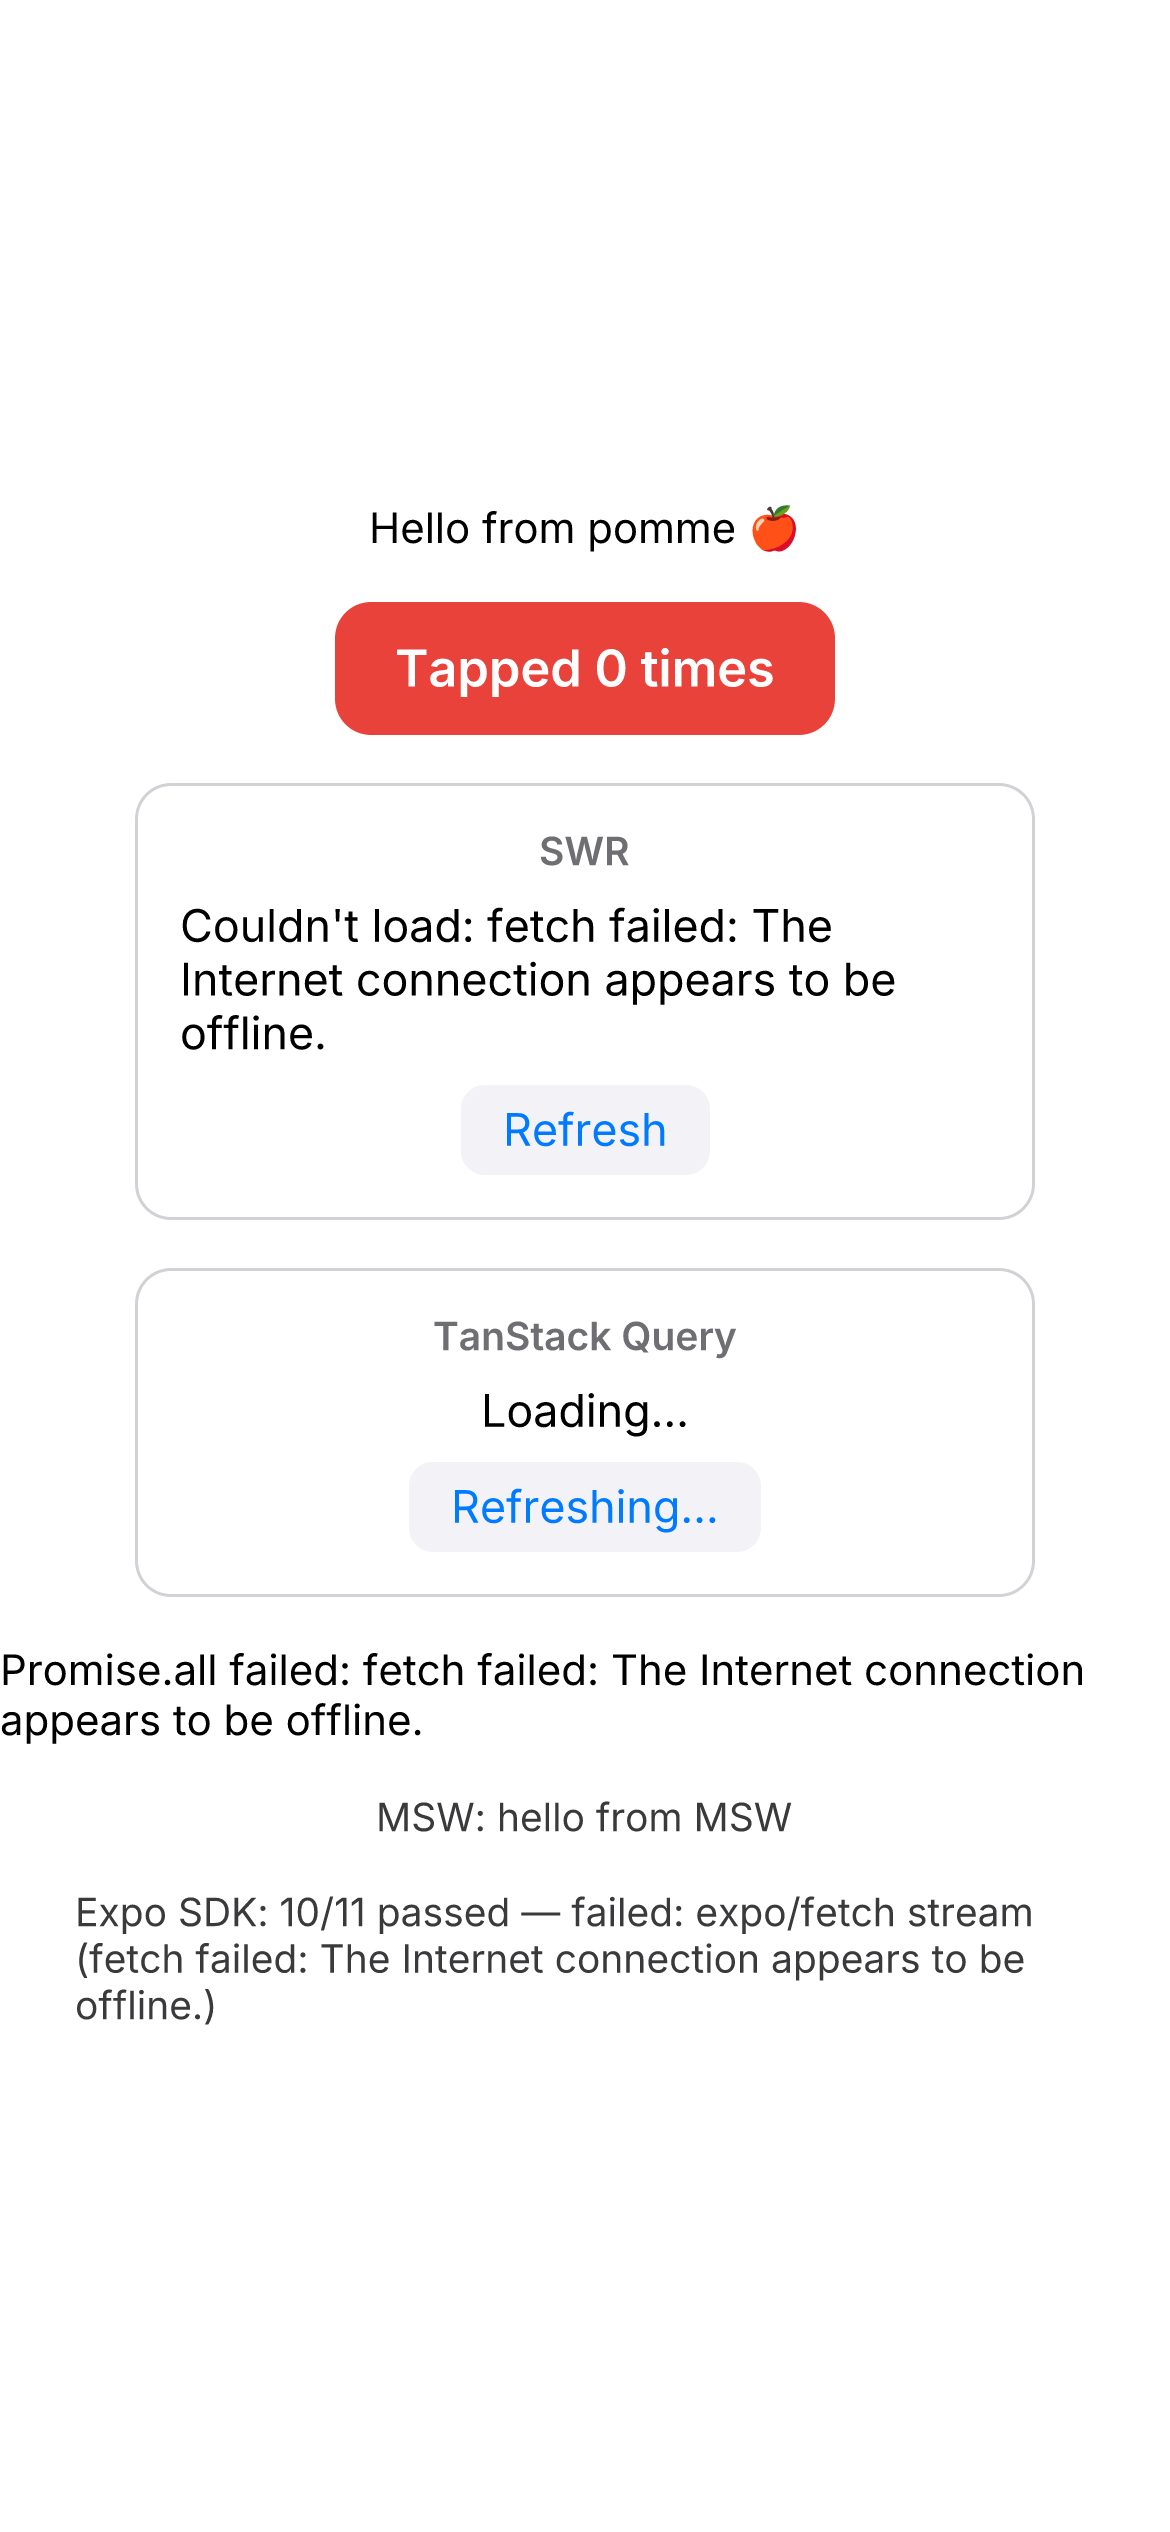 Hello from pomme 🍎
Tapped 0 times
SWR
Couldn't load: fetch failed: The
Internet connection appears to be
offline.
Refresh
TanStack Query
Loading...
Refreshing...
Promise.all failed: fetch failed: The Internet connection
appears to be offline.
MSW: hello from MSW
Expo SDK: 10/11 passed — failed: expo/fetch stream
(fetch failed: The Internet connection appears to be
offline.)